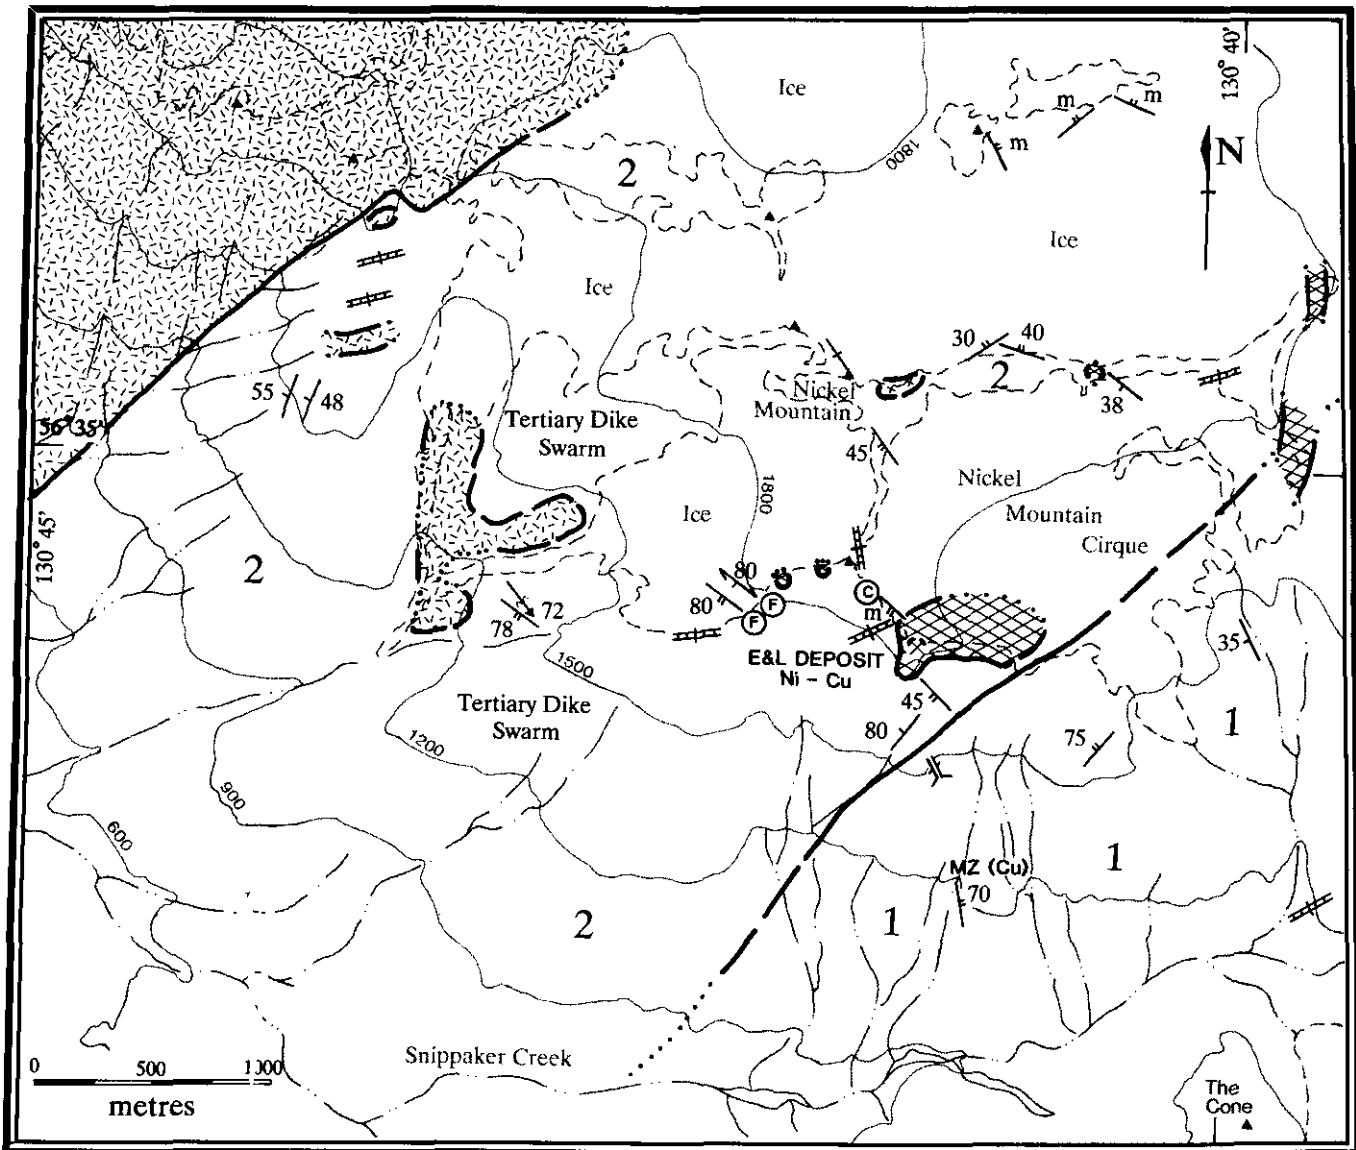 130° 40'
Ice
m
m
m
1800
N
2
Ice
Ice
30
40
2
Nickel
Mountain
38
55
48
56° 35'
Tertiary Dike
Swarm
45
1800
Nickel
Mountain
Cirque
Ice
130° 45'
2
80
80
F
F
C
m
72
78
35
E&L DEPOSIT
Ni – Cu
1500
45
80
75
1
Tertiary Dike
Swarm
1200
900
600
MZ (Cu)
70
1
1
2
Snippaker Creek
0
500
metres
The
Cone